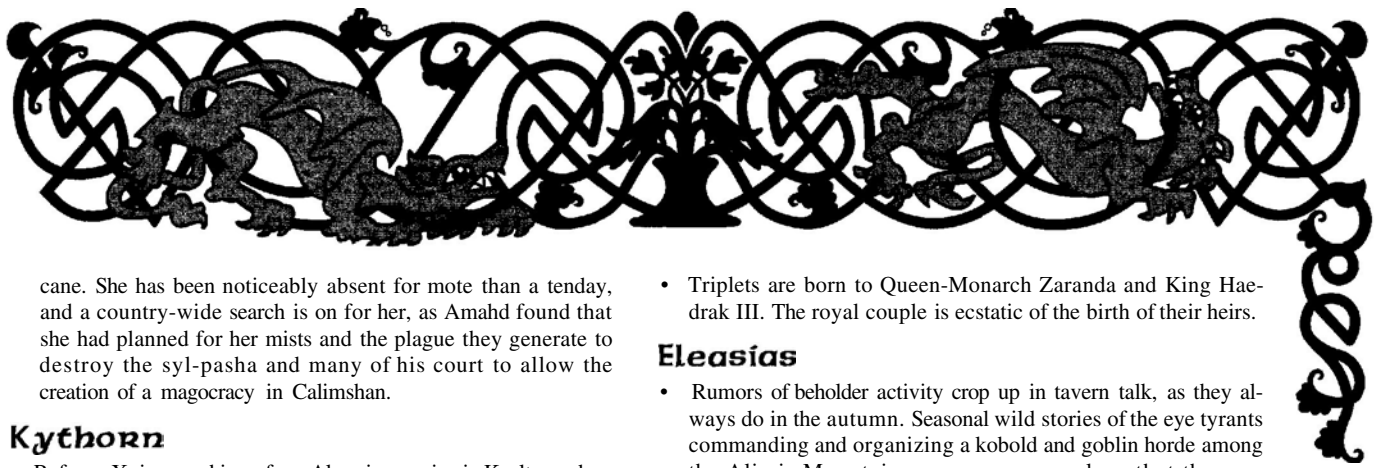 cane. She has been noticeably absent for mote than a tenday,
and a country-wide search is on for her, as Amahd found that
she had planned for her mists and the plague they generate to
destroy the syl-pasha and many of his court to allow the
creation of a magocracy in Calimshan.
Kythorn
• Triplets are born to Queen-Monarch Zaranda and King Hae-
drak III. The royal couple is ecstatic of the birth of their heirs.
Eleasías
• Rumors of beholder activity crop up in tavern talk, as they al-
ways do in the autumn. Seasonal wild stories of the eye tyrants
commanding and organizing a kobold and goblin horde among